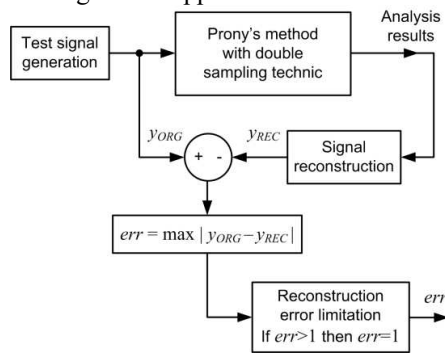 Test signal
generation
Prony's method
with double
sampling technic
Analysis
results
y_ORG
+ -
y_REC
Signal
reconstruction
err = max | y_ORG − y_REC |
Reconstruction
error limitation
If err>1 then err=1
err